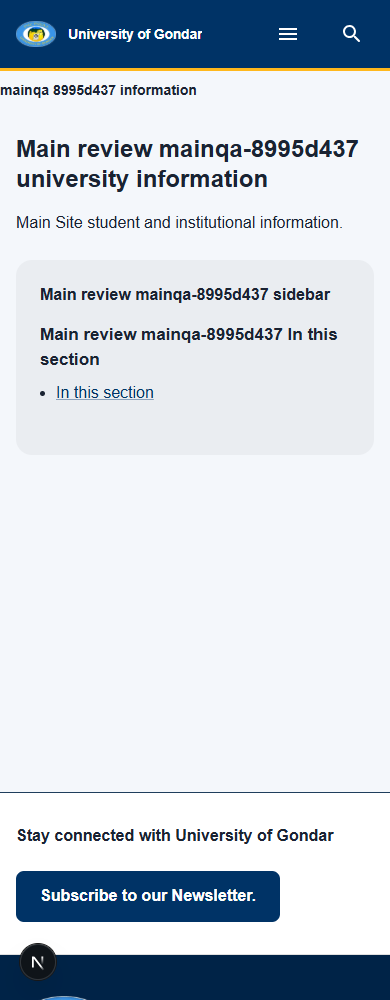 University of Gondar
mainqa 8995d437 information
Main review mainqa-8995d437
university information
Main Site student and institutional information.
Main review mainqa-8995d437 sidebar
Main review mainqa-8995d437 In this
section
In this section
Stay connected with University of Gondar
Subscribe to our Newsletter.
N